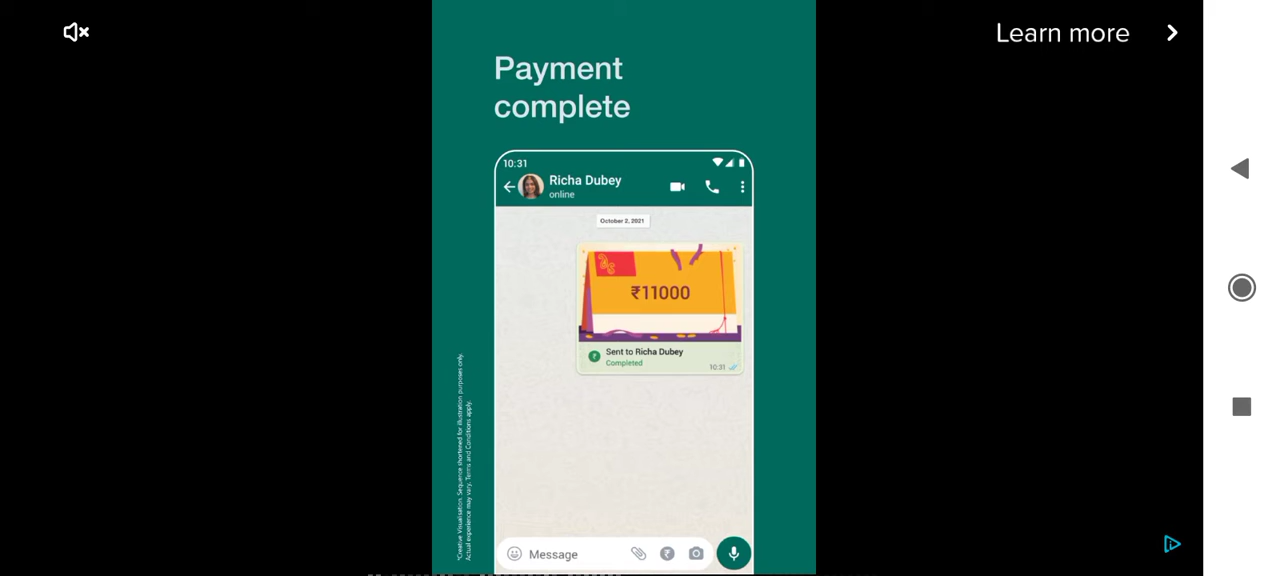 Learn more
Payment
complete
10:31
Richa Dubey
online
October 2, 2021
₹11000
Sent to Richa Dubey
Completed
10:31
Message
*Creative Visualisation. Sequence shortened for illustration purposes only.
Actual experience may vary. Terms and Conditions apply.